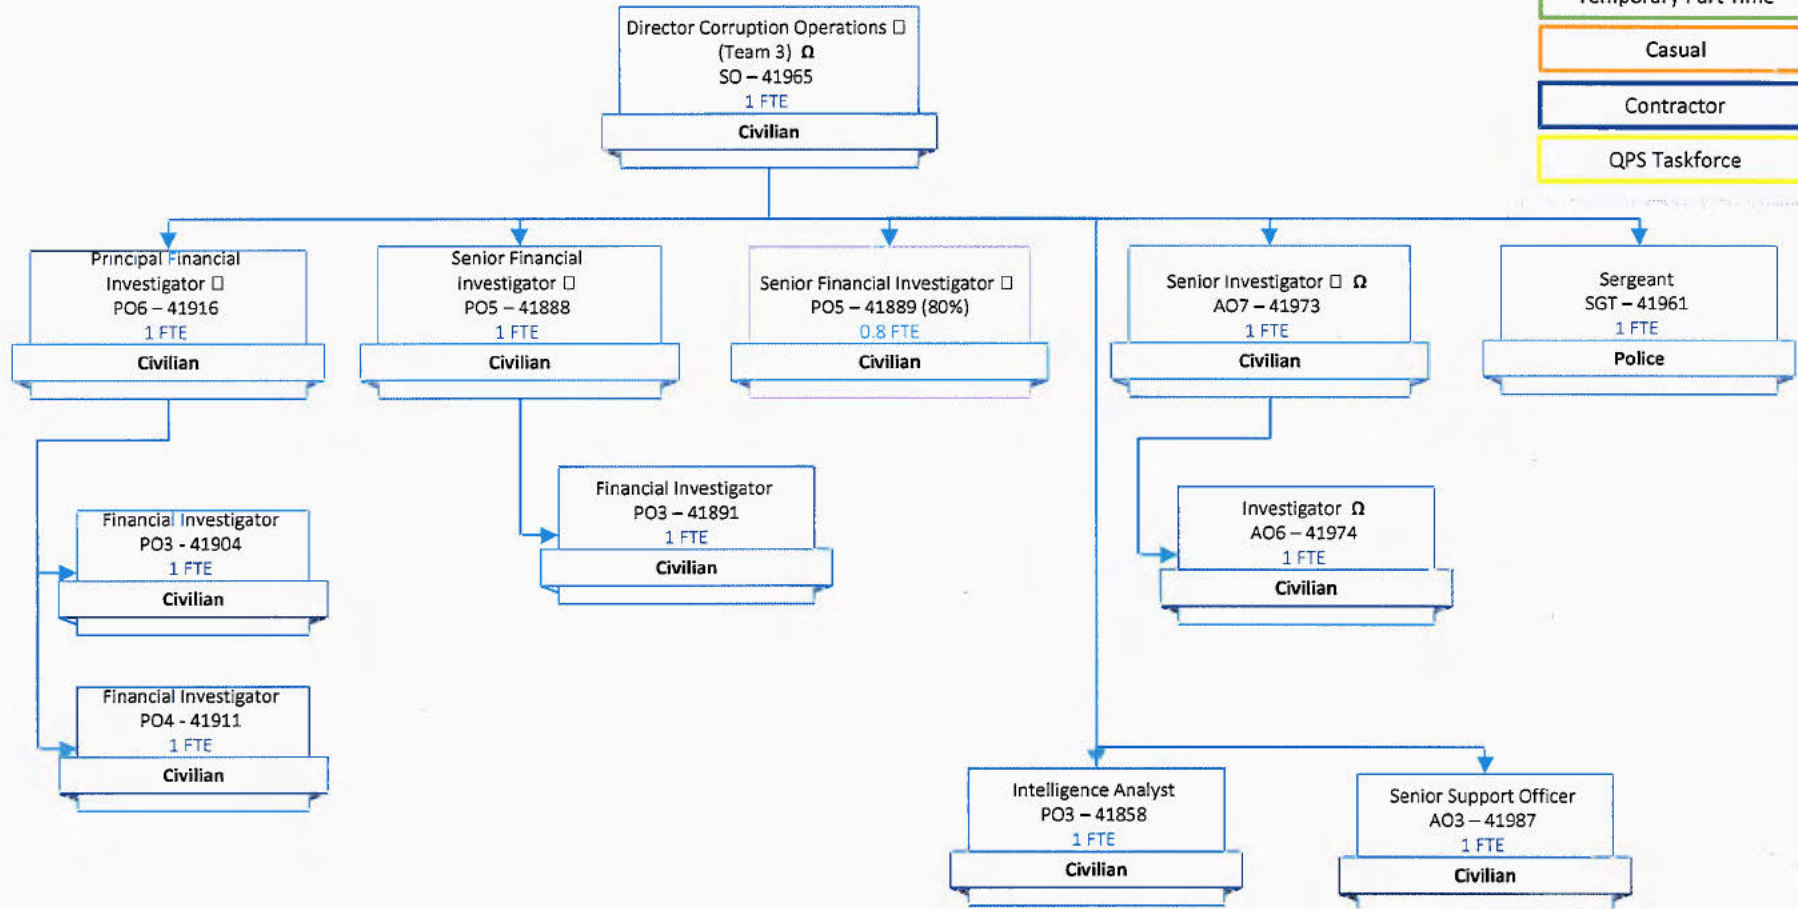 Temporary Part Time
Casual
Contractor
QPS Taskforce
Director Corruption Operations □
(Team 3) Ω
SO – 41965
1 FTE
Civilian
Principal Financial
Investigator □
PO6 – 41916
1 FTE
Civilian
Senior Financial
Investigator □
PO5 – 41888
1 FTE
Civilian
Senior Financial Investigator □
PO5 – 41889 (80%)
0.8 FTE
Civilian
Senior Investigator □ Ω
AO7 – 41973
1 FTE
Civilian
Sergeant
SGT – 41961
1 FTE
Police
Financial Investigator
PO3 - 41904
1 FTE
Civilian
Financial Investigator
PO3 – 41891
1 FTE
Civilian
Investigator Ω
AO6 – 41974
1 FTE
Civilian
Financial Investigator
PO4 - 41911
1 FTE
Civilian
Intelligence Analyst
PO3 – 41858
1 FTE
Civilian
Senior Support Officer
AO3 – 41987
1 FTE
Civilian